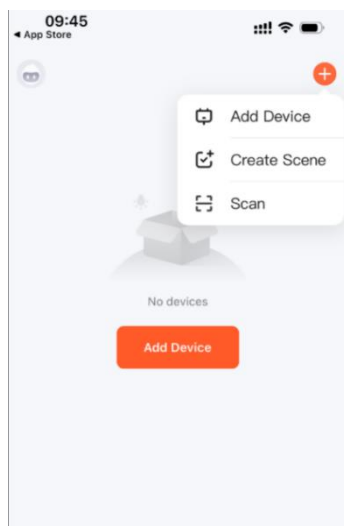 09:45
◀ App Store
Add Device
Create Scene
Scan
No devices
Add Device